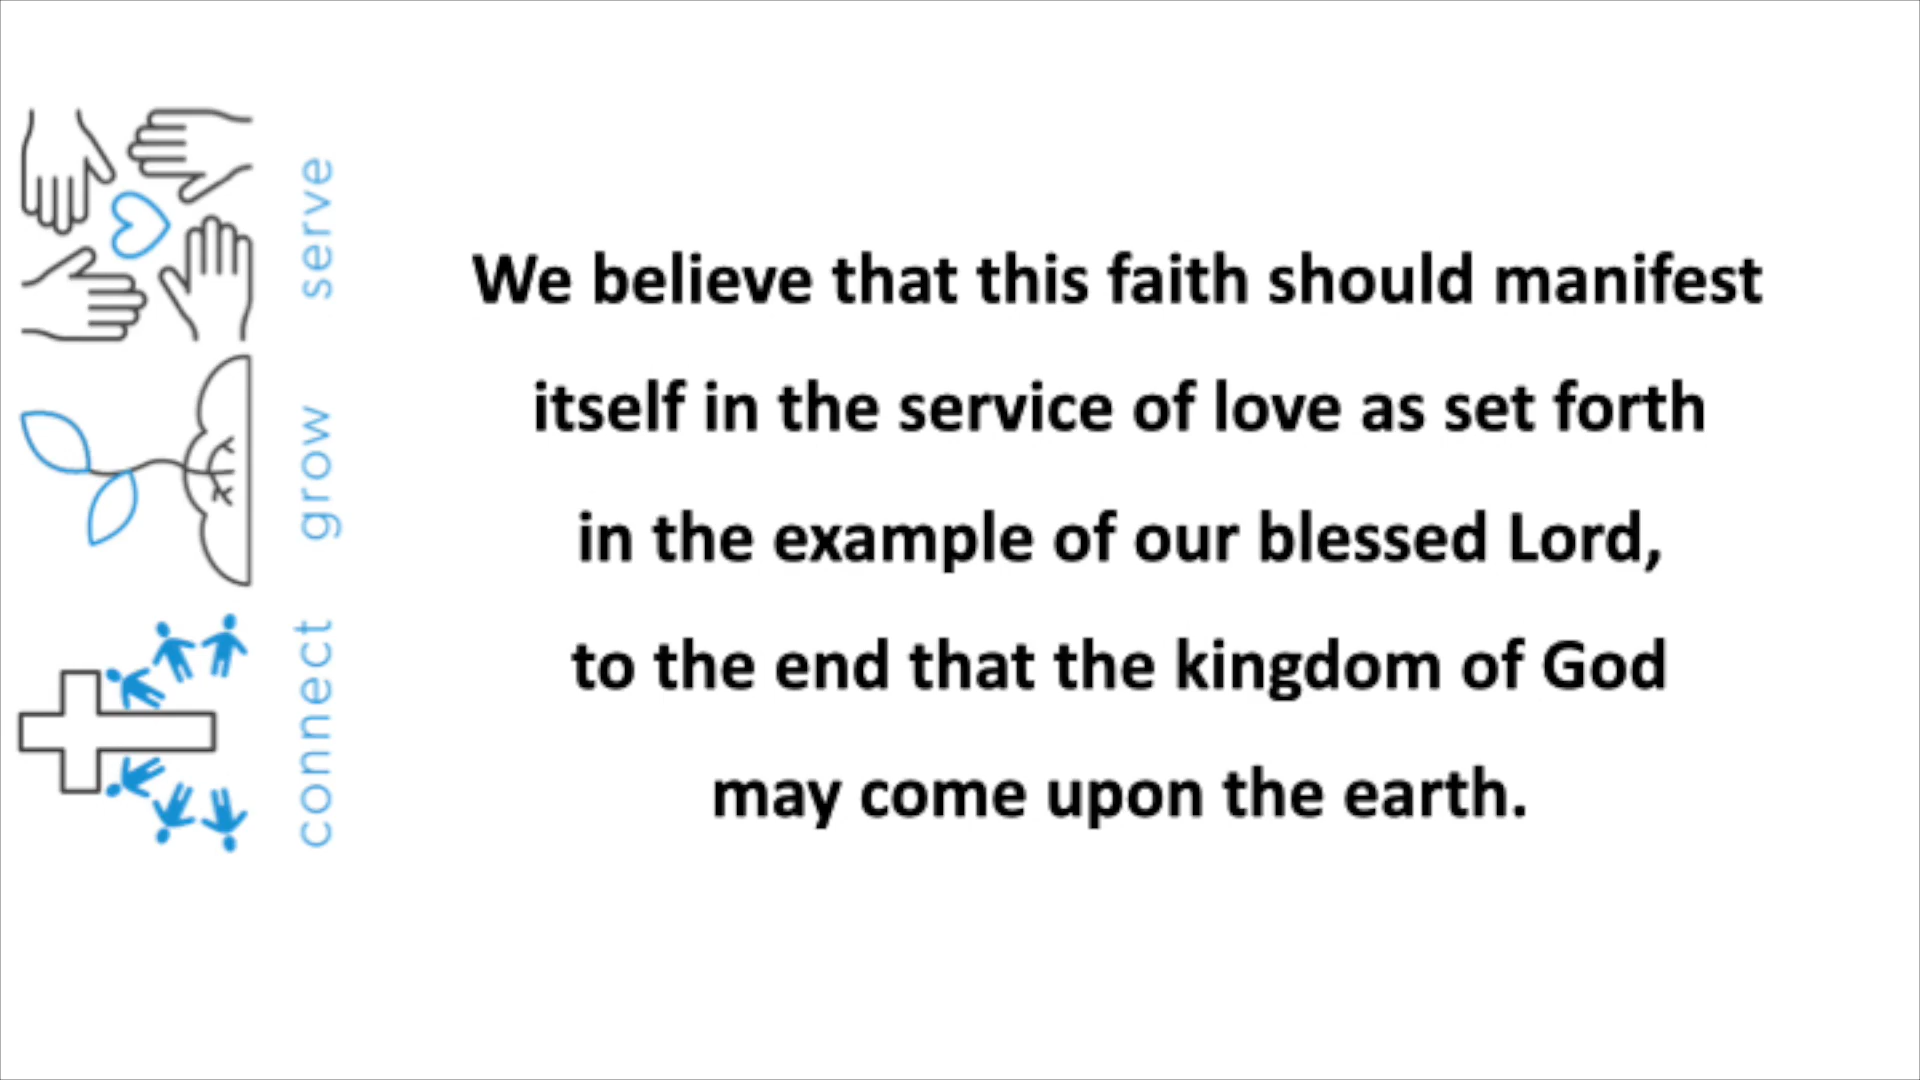 serve
grow
connect
We believe that this faith should manifest
itself in the service of love as set forth
in the example of our blessed Lord,
to the end that the kingdom of God
may come upon the earth.